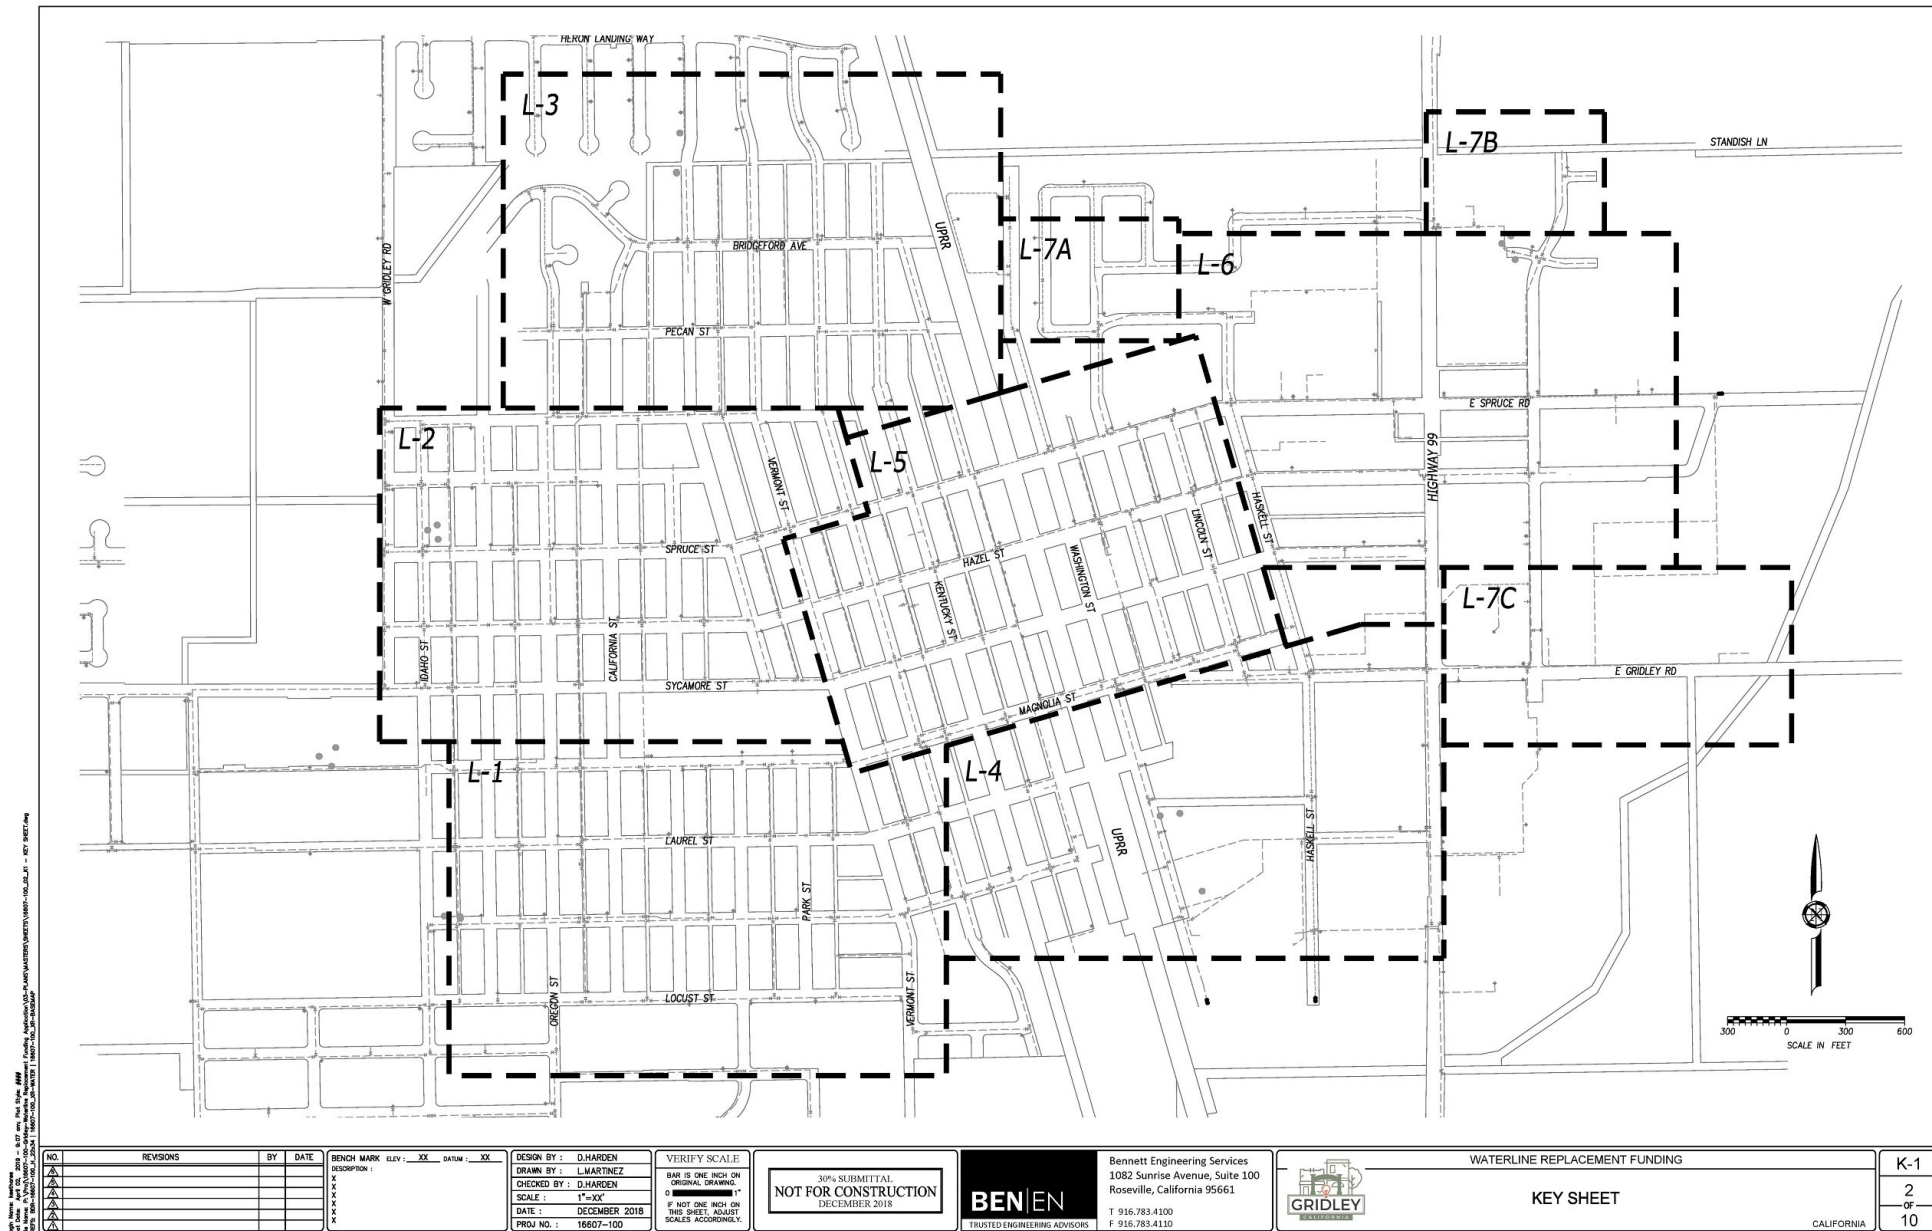 HERON LANDING WAY
L-3
L-7B
STANDISH LN
UPRR
L-7A
BRIDGEFORD AVE
W GRIDLEY RD
L-6
PECAN ST
E SPRUCE RD
L-2
L-5
VERMONT ST
HIGHWAY 99
HASKELL ST
LINCOLN ST
SPRUCE ST
HAZEL ST
WASHINGTON ST
KENTUCKY ST
L-7C
IDAHO ST
CALIFORNIA ST
SYCAMORE ST
E GRIDLEY RD
MAGNOLIA ST
L-1
L-4
LAUREL ST
UPRR
HASKELL ST
PARK ST
OREGON ST
LOCUST ST
VERMONT ST
300 0 300 600
SCALE IN FEET
NO. REVISIONS BY DATE
BENCH MARK ELEV : XX DATUM : XX
DESCRIPTION :
X
X
X
X
X
X
DESIGN BY : D.HARDEN
DRAWN BY : L.MARTINEZ
CHECKED BY : D.HARDEN
SCALE : 1"=XX'
DATE : DECEMBER 2018
PROJ NO. : 16607-100
VERIFY SCALE
BAR IS ONE INCH ON
ORIGINAL DRAWING.
0 1"
IF NOT ONE INCH ON
THIS SHEET, ADJUST
SCALES ACCORDINGLY.
30% SUBMITTAL
NOT FOR CONSTRUCTION
DECEMBER 2018
BEN|EN
TRUSTED ENGINEERING ADVISORS
Bennett Engineering Services
1082 Sunrise Avenue, Suite 100
Roseville, California 95661
T 916.783.4100
F 916.783.4110
GRIDLEY
CALIFORNIA
WATERLINE REPLACEMENT FUNDING
KEY SHEET
CALIFORNIA
K-1
2
OF
10